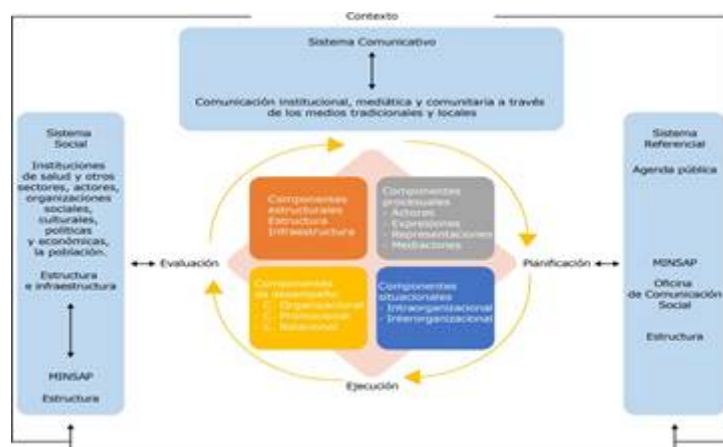 Contexto
Sistema Comunicativo
Comunicación institucional, mediática y comunitaria a través
de los medios tradicionales y locales
Sistema
Social
Instituciones
de salud y otros
sectores, actores,
organizaciones
sociales,
culturales,
políticas
y económicas,
la población.
Estructura
e infraestructura
MINSAP
Estructura
Evaluación
Componentes
estructurales
Estructura
Infraestructura
Componentes
procesuales
- Actores
- Expresiones
- Representaciones
- Mediaciones
Componentes
de desempeño
- C. Organizacional
- C. Promocional
- C. Relacional
Componentes
situacionales
- Intraorganizacional
- Interorganizacional
Planificación
Ejecución
Sistema
Referencial
Agenda pública
MINSAP
Oficina
de Comunicación
Social
Estructura